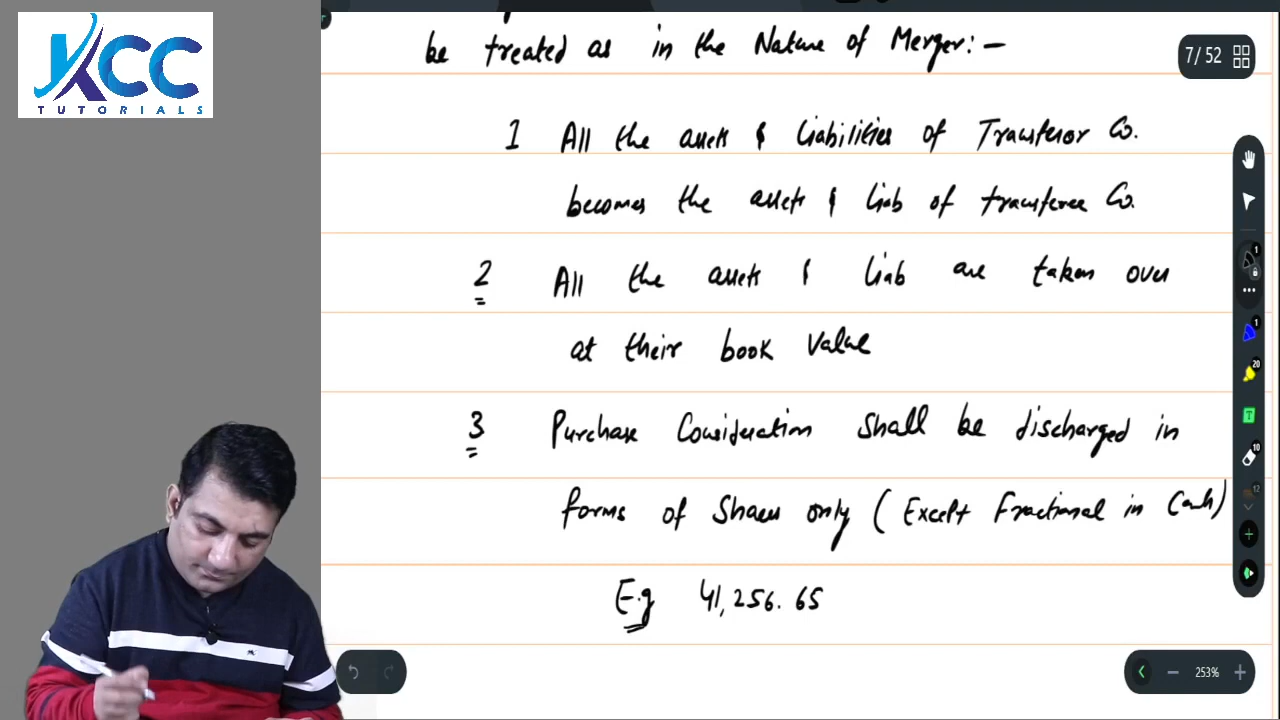 KCC
TUTORIALS
be treated as in the Nature of Merger:-
7/ 52
1 All the assets & Liabilities of Transferor Co.
becomes the assets & Liab of transferee Co.
2 All the assets & Liab are taken over
at their book value
3 Purchase Consideration Shall be discharged in
forms of Shares only (Except Fractional in Cash)
E.g 41,256.65
253%